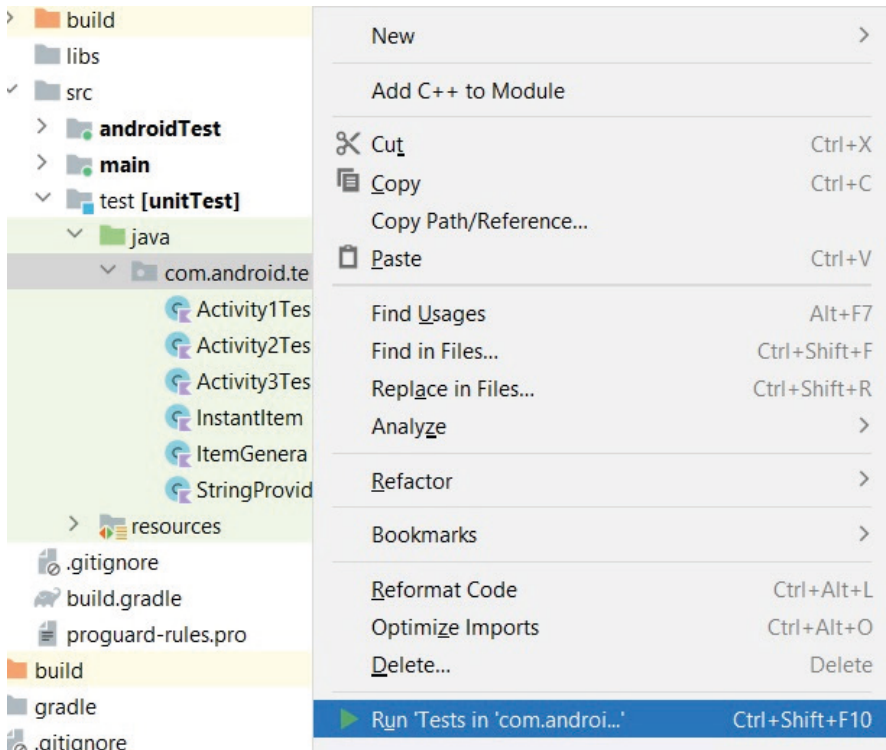 build
libs
src
androidTest
main
test [unitTest]
java
com.android.te
Activity1Tes
Activity2Tes
Activity3Tes
InstantItem
ItemGenera
StringProvid
resources
.gitignore
build.gradle
proguard-rules.pro
build
gradle
.gitignore
New
Add C++ to Module
Cut Ctrl+X
Copy Ctrl+C
Copy Path/Reference...
Paste Ctrl+V
Find Usages Alt+F7
Find in Files... Ctrl+Shift+F
Replace in Files... Ctrl+Shift+R
Analyze
Refactor
Bookmarks
Reformat Code Ctrl+Alt+L
Optimize Imports Ctrl+Alt+O
Delete... Delete
Run 'Tests in 'com.androi...' Ctrl+Shift+F10